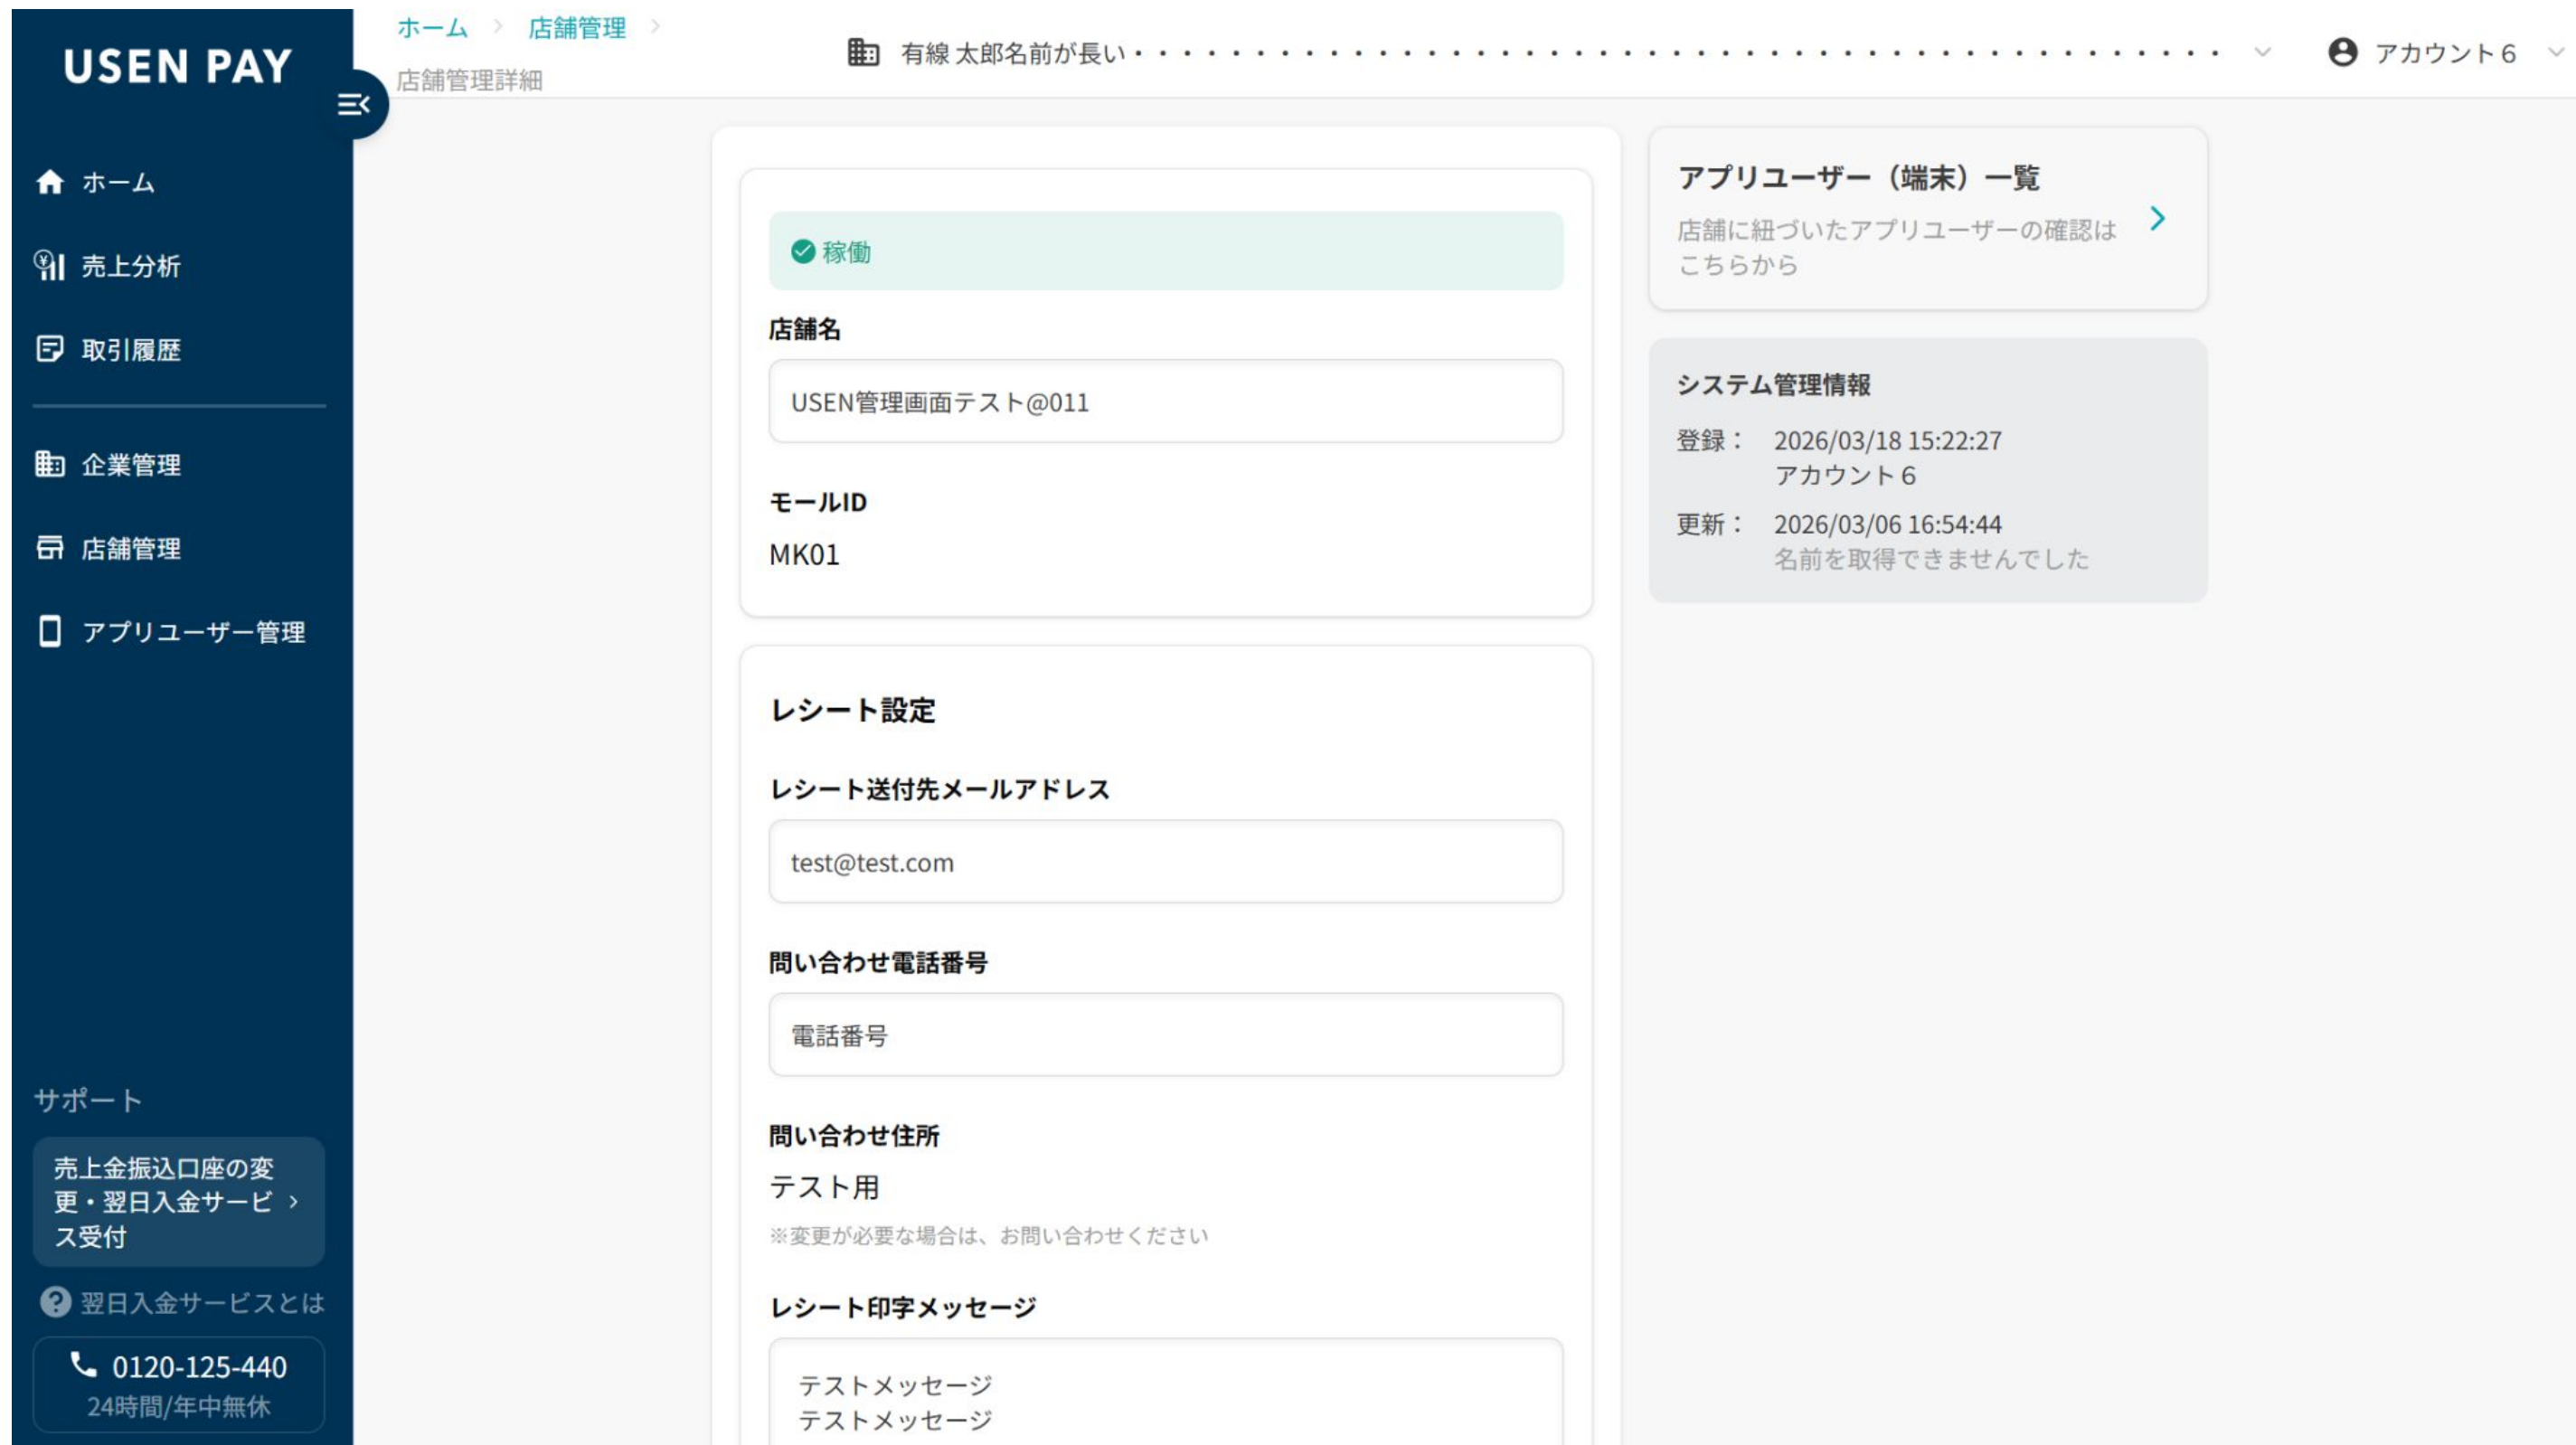 USEN PAY
ホーム
売上分析
取引履歴
企業管理
店舗管理
アプリユーザー管理
サポート
売上金振込口座の変
更・翌日入金サービ
ス受付
翌日入金サービスとは
0120-125-440
24時間/年中無休
ホーム > 店舗管理 >
店舗管理詳細
有線 太郎名前が長い・・・・・・・・・・・・・・・・・・・・・・・・・・・・・・・・・・・・・・・・・・・・・
アカウント６
稼働
店舗名
USEN管理画面テスト@011
モールID
MK01
レシート設定
レシート送付先メールアドレス
test@test.com
問い合わせ電話番号
電話番号
問い合わせ住所
テスト用
※変更が必要な場合は、お問い合わせください
レシート印字メッセージ
テストメッセージ
テストメッセージ
アプリユーザー（端末）一覧
店舗に紐づいたアプリユーザーの確認は
こちらから
システム管理情報
登録： 2026/03/18 15:22:27
アカウント６
更新： 2026/03/06 16:54:44
名前を取得できませんでした